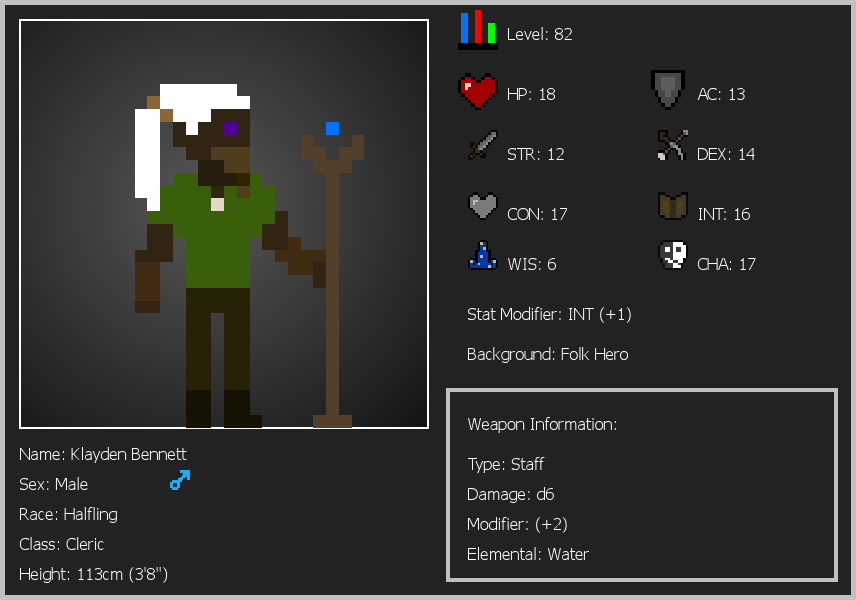 Level: 82
HP: 18
AC: 13
STR: 12
DEX: 14
CON: 17
INT: 16
WIS: 6
CHA: 17
Stat Modifier: INT (+1)
Background: Folk Hero
Weapon Information:
Type: Staff
Damage: d6
Modifier: (+2)
Elemental: Water
Name: Klayden Bennett
Sex: Male
Race: Halfling
Class: Cleric
Height: 113cm (3'8")